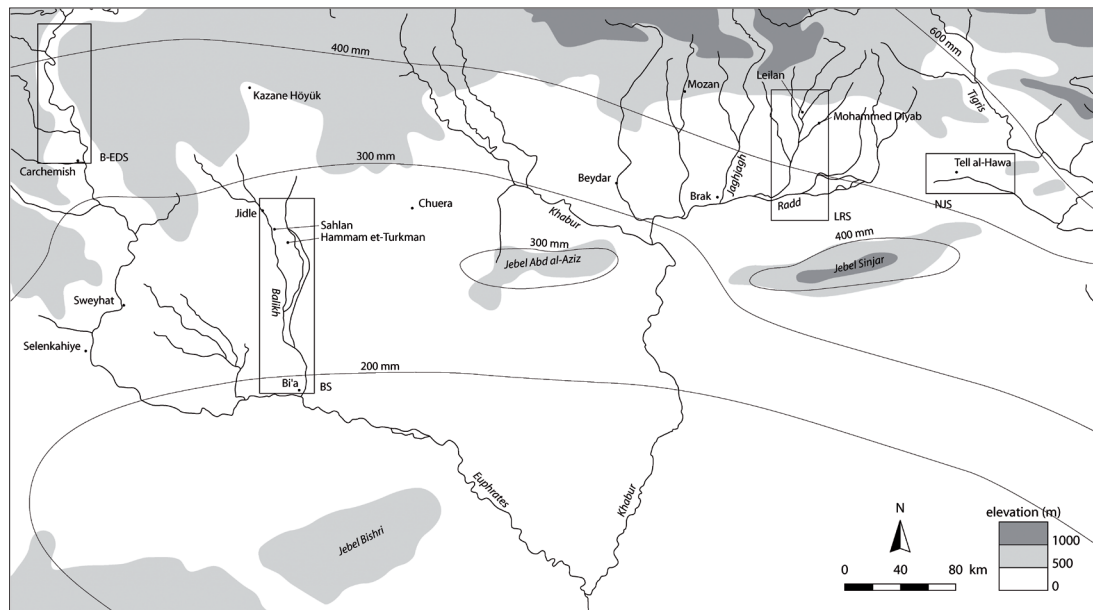 400 mm
600 mm
Kazane Höyük
Mozan
Leilan
Tigris
Mohammed Diyab
Carchemish
B-EDS
300 mm
Tell al-Hawa
Beydar
Brak
Jaghjagh
Radd
NJS
LRS
Jidle
Chuera
Khabur
Sahlan
Hammam et-Turkman
300 mm
Jebel Abd al-Aziz
400 mm
Jebel Sinjar
Sweyhat
Balikh
Selenkahiye
200 mm
Bi'a
BS
Euphrates
Khabur
Jebel Bishri
N
elevation (m)
1000
500
0
0 40 80 km